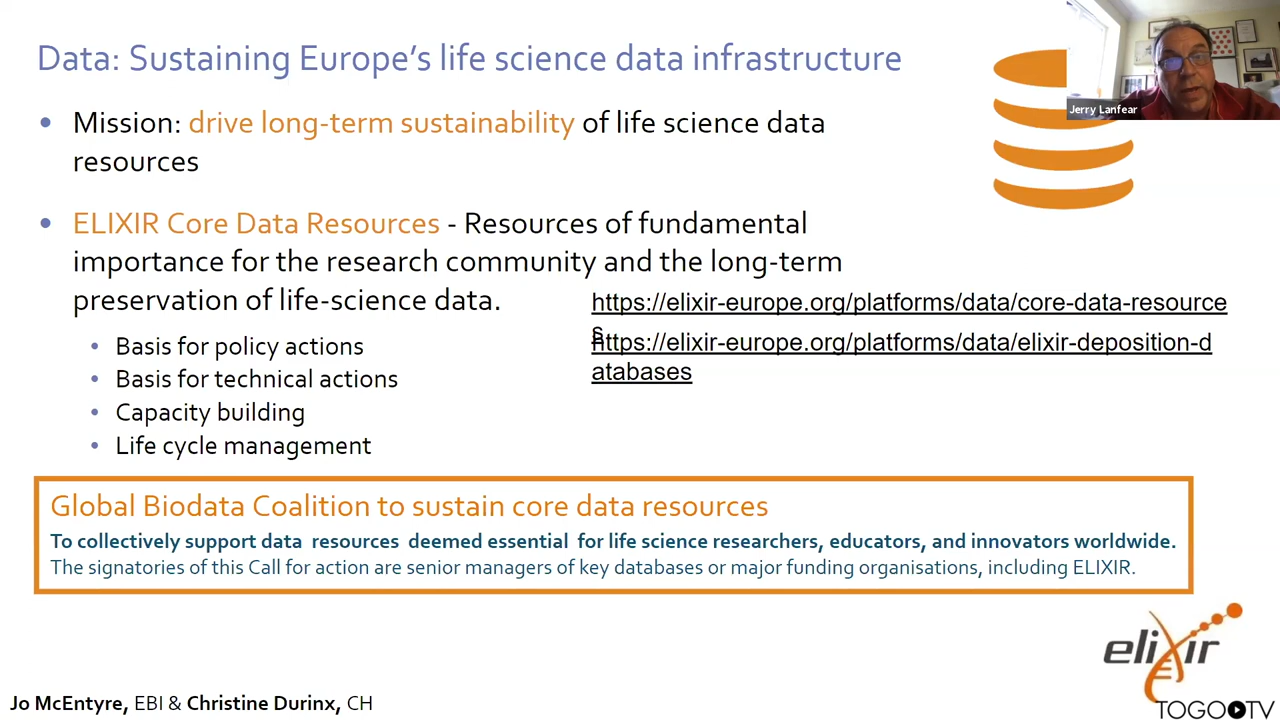 Data: Sustaining Europe's life science data infrastructure
Jerry Lanfear
• Mission: drive long-term sustainability of life science data
resources
• ELIXIR Core Data Resources - Resources of fundamental
importance for the research community and the long-term
preservation of life-science data.
https://elixir-europe.org/platforms/data/core-data-resource
s
https://elixir-europe.org/platforms/data/elixir-deposition-d
atabases
• Basis for policy actions
• Basis for technical actions
• Capacity building
• Life cycle management
Global Biodata Coalition to sustain core data resources
To collectively support data resources deemed essential for life science researchers, educators, and innovators worldwide.
The signatories of this Call for action are senior managers of key databases or major funding organisations, including ELIXIR.
elixir
Jo McEntyre, EBI & Christine Durinx, CH
TOGOTV